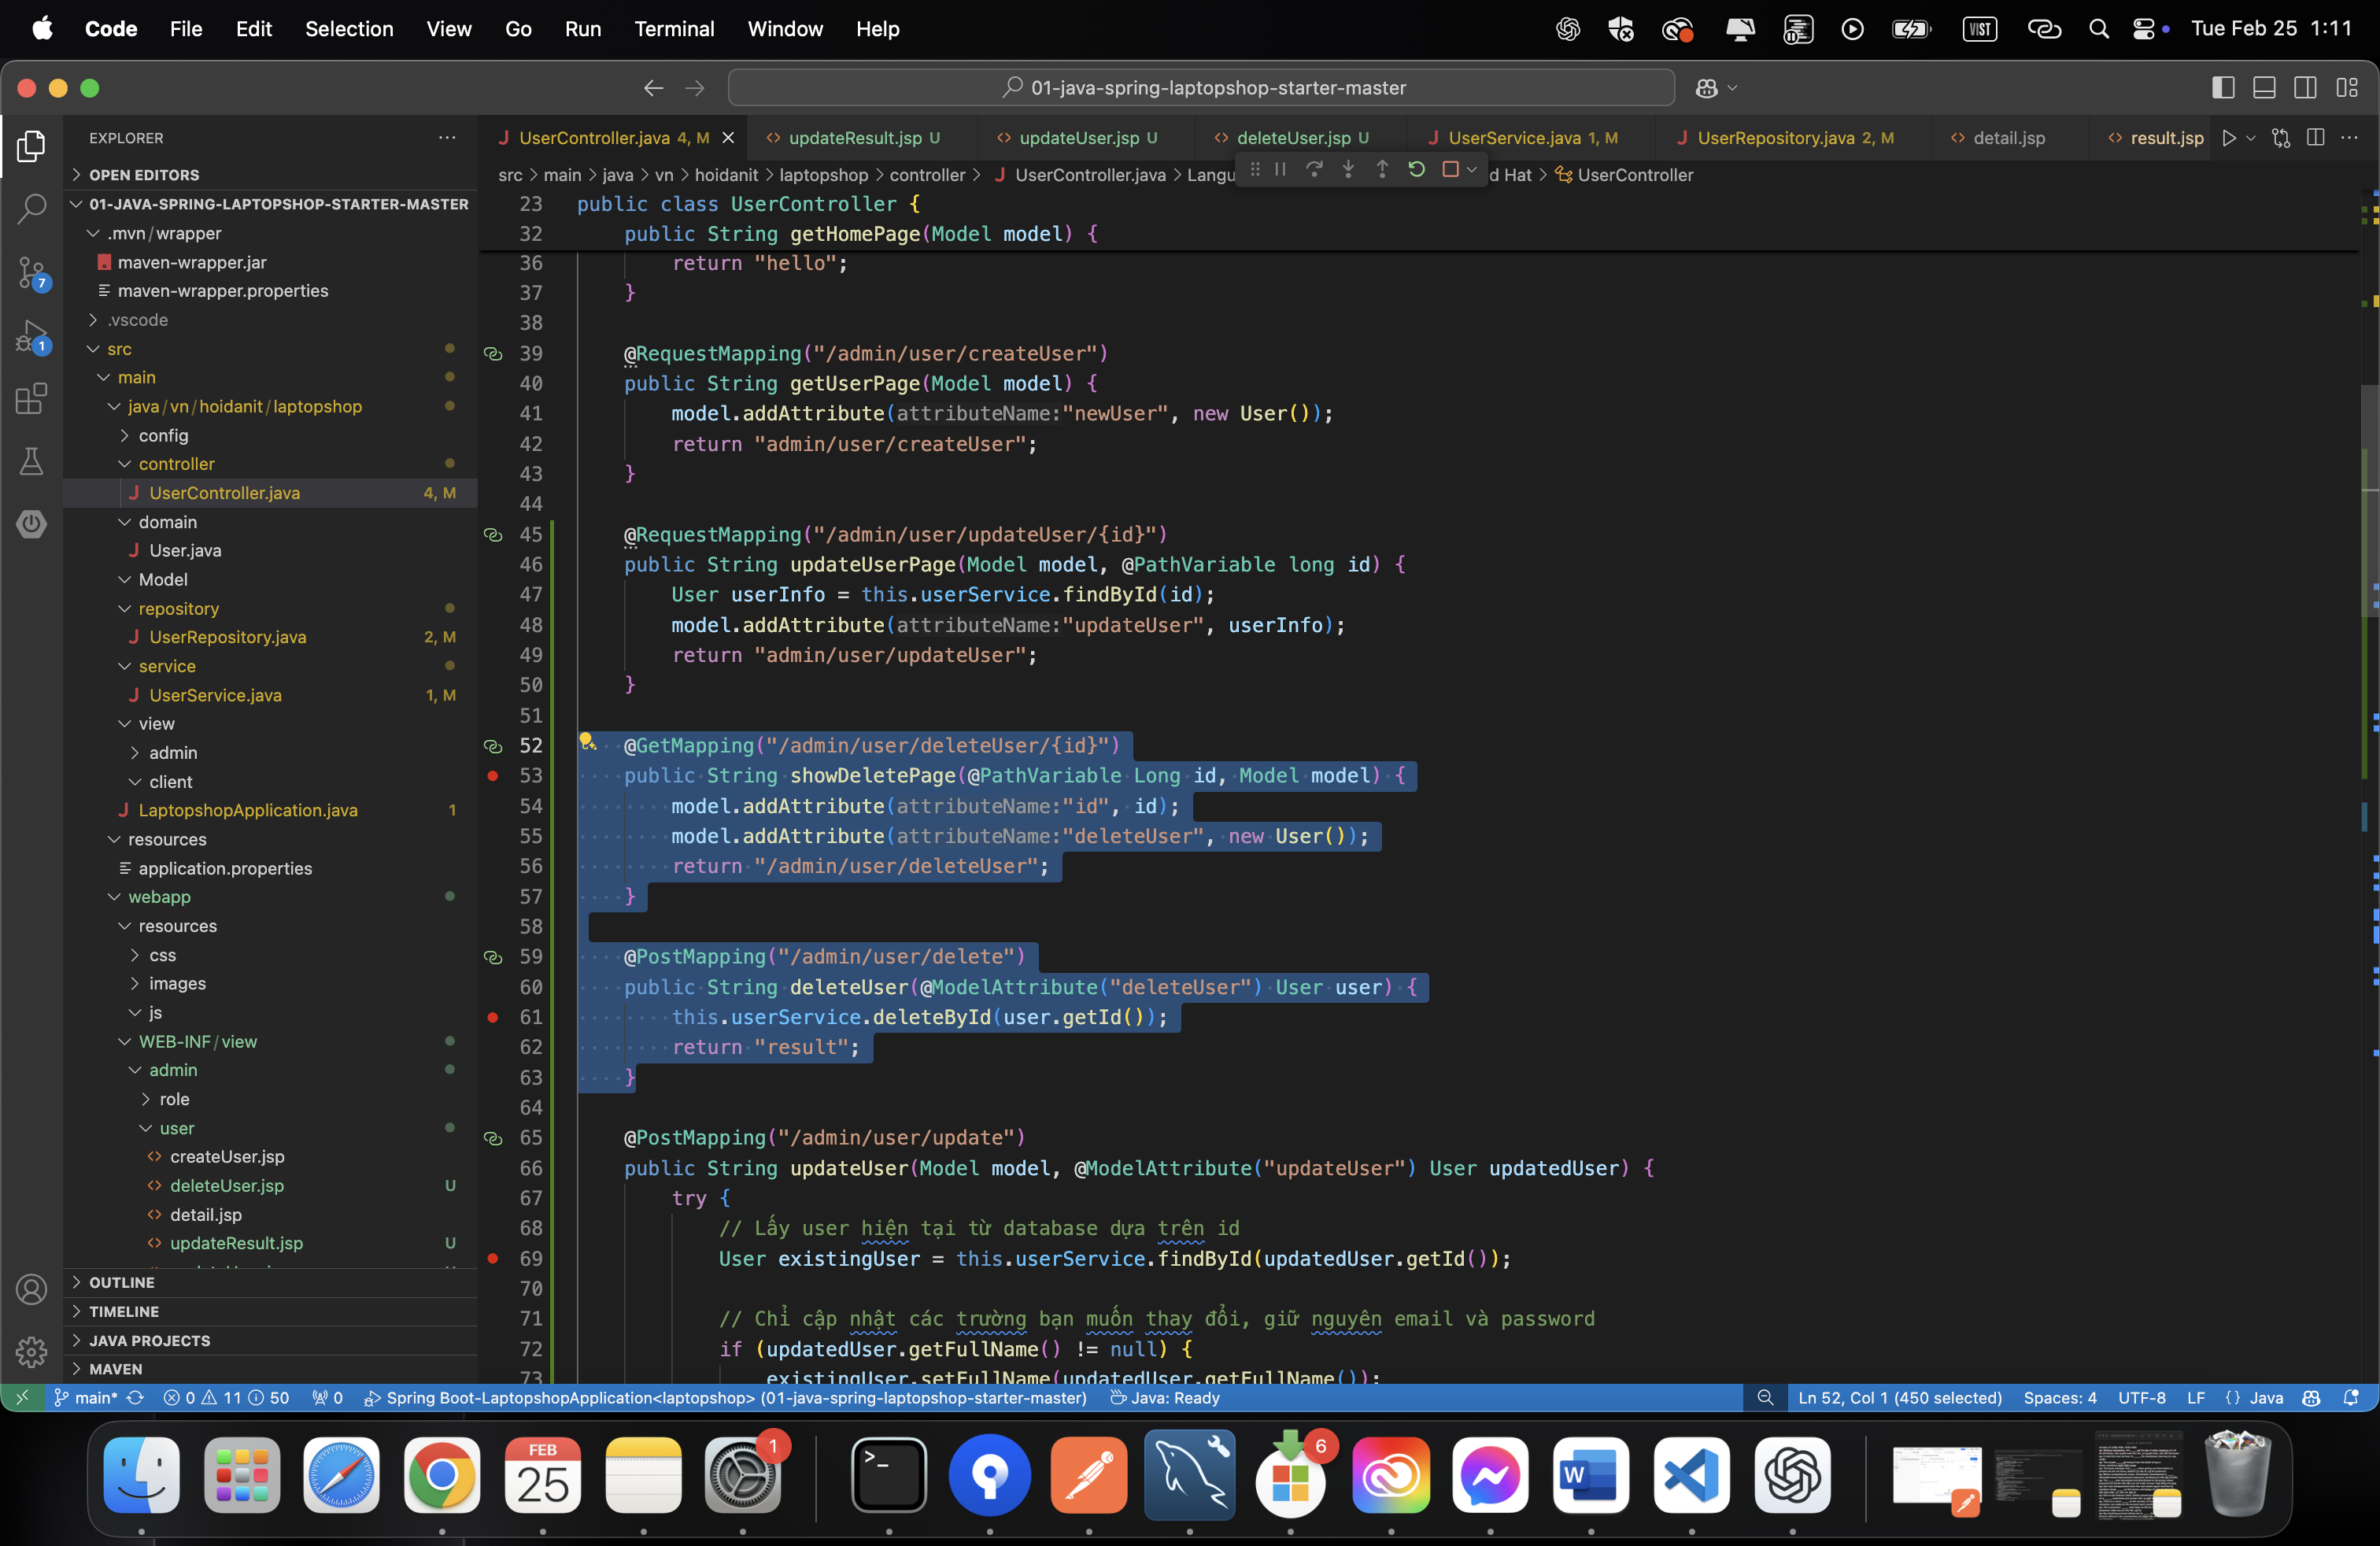 Code File Edit Selection View Go Run Terminal Window Help VIST Tue Feb 25 1:11
01-java-spring-laptopshop-starter-master
EXPLORER
OPEN EDITORS
01-JAVA-SPRING-LAPTOPSHOP-STARTER-MASTER
.mvn/wrapper
maven-wrapper.jar
maven-wrapper.properties
.vscode
src
main
java/vn/hoidanit/laptopshop
config
controller
UserController.java 4, M
domain
User.java
Model
repository
UserRepository.java 2, M
service
UserService.java 1, M
view
admin
client
LaptopshopApplication.java 1
resources
application.properties
webapp
resources
css
images
js
WEB-INF/view
admin
role
user
createUser.jsp
deleteUser.jsp U
detail.jsp
updateResult.jsp U
OUTLINE
TIMELINE
JAVA PROJECTS
MAVEN
7
1
UserController.java 4, M updateResult.jsp U updateUser.jsp U deleteUser.jsp U UserService.java 1, M UserRepository.java 2, M detail.jsp result.jsp
src > main > java > vn > hoidanit > laptopshop > controller > UserController.java > Langu d Hat > UserController
23 public class UserController {
32 public String getHomePage(Model model) {
36 return "hello";
37 }
38
39 @RequestMapping("/admin/user/createUser")
40 public String getUserPage(Model model) {
41 model.addAttribute(attributeName:"newUser", new User());
42 return "admin/user/createUser";
43 }
44
45 @RequestMapping("/admin/user/updateUser/{id}")
46 public String updateUserPage(Model model, @PathVariable long id) {
47 User userInfo = this.userService.findById(id);
48 model.addAttribute(attributeName:"updateUser", userInfo);
49 return "admin/user/updateUser";
50 }
51
52 @GetMapping("/admin/user/deleteUser/{id}")
53 public String showDeletePage(@PathVariable Long id, Model model) {
54 model.addAttribute(attributeName:"id", id);
55 model.addAttribute(attributeName:"deleteUser", new User());
56 return "/admin/user/deleteUser";
57 }
58
59 @PostMapping("/admin/user/delete")
60 public String deleteUser(@ModelAttribute("deleteUser") User user) {
61 this.userService.deleteById(user.getId());
62 return "result";
63 }
64
65 @PostMapping("/admin/user/update")
66 public String updateUser(Model model, @ModelAttribute("updateUser") User updatedUser) {
67 try {
68 // Lấy user hiện tại từ database dựa trên id
69 User existingUser = this.userService.findById(updatedUser.getId());
70
71 // Chỉ cập nhật các trường bạn muốn thay đổi, giữ nguyên email và password
72 if (updatedUser.getFullName() != null) {
73 existingUser.setFullName(updatedUser.getFullName());
main* 0 11 50 0 Spring Boot-LaptopshopApplication<laptopshop> (01-java-spring-laptopshop-starter-master) Java: Ready Ln 52, Col 1 (450 selected) Spaces: 4 UTF-8 LF {} Java
FEB
25
1
6
W